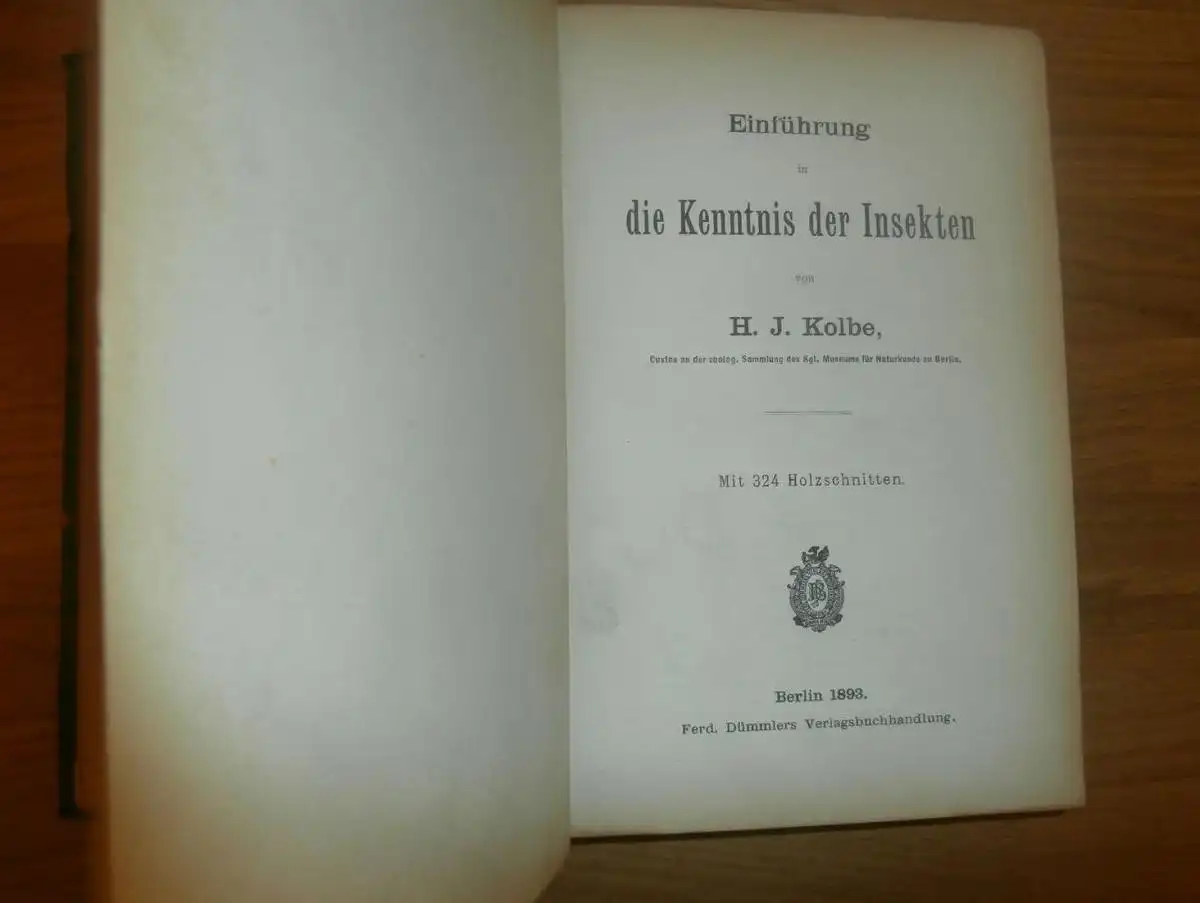 Einführung
in
die Kenntnis der Insekten
von
H. J. Kolbe,
Custos an der zoolog. Sammlung des Kgl. Museums für Naturkunde zu Berlin.
Mit 324 Holzschnitten.
Berlin 1893.
Ferd. Dümmlers Verlagsbuchhandlung.